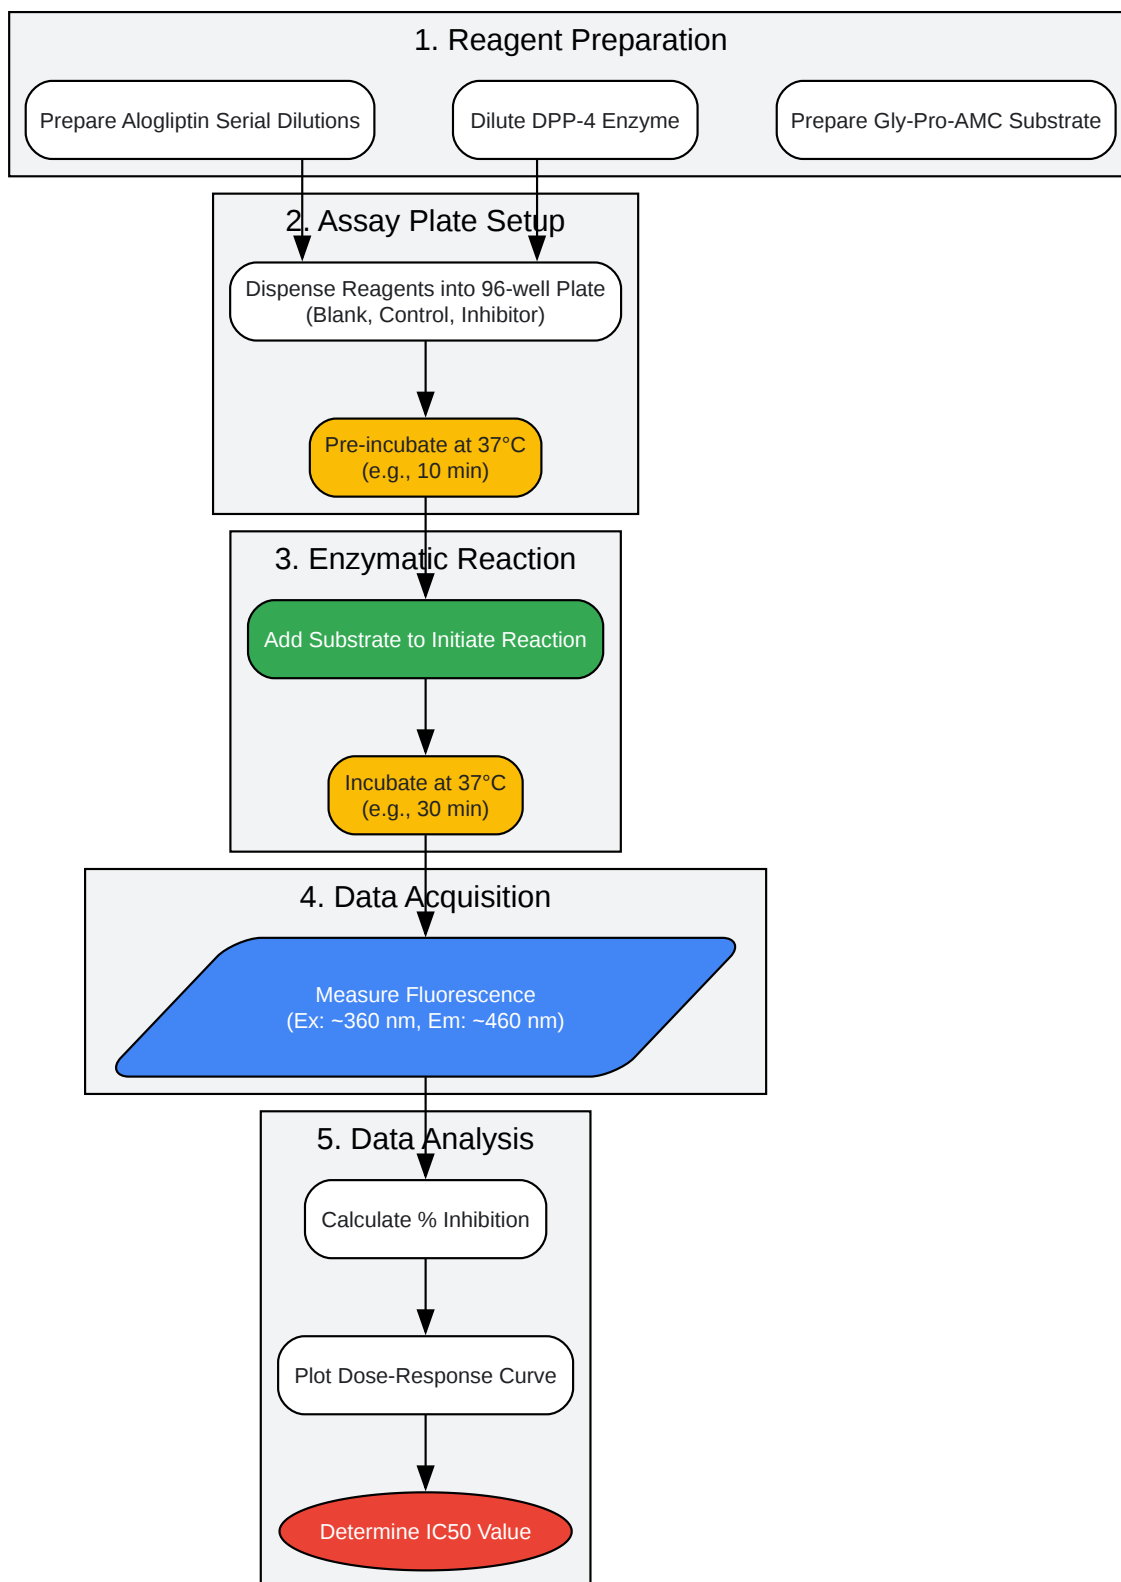 1. Reagent Preparation
Prepare Alogliptin Serial Dilutions
Dilute DPP-4 Enzyme
Prepare Gly-Pro-AMC Substrate
2. Assay Plate Setup
Dispense Reagents into 96-well Plate
(Blank, Control, Inhibitor)
Pre-incubate at 37°C
(e.g., 10 min)
3. Enzymatic Reaction
Add Substrate to Initiate Reaction
Incubate at 37°C
(e.g., 30 min)
4. Data Acquisition
Measure Fluorescence
(Ex: ~360 nm, Em: ~460 nm)
5. Data Analysis
Calculate % Inhibition
Plot Dose-Response Curve
Determine IC50 Value